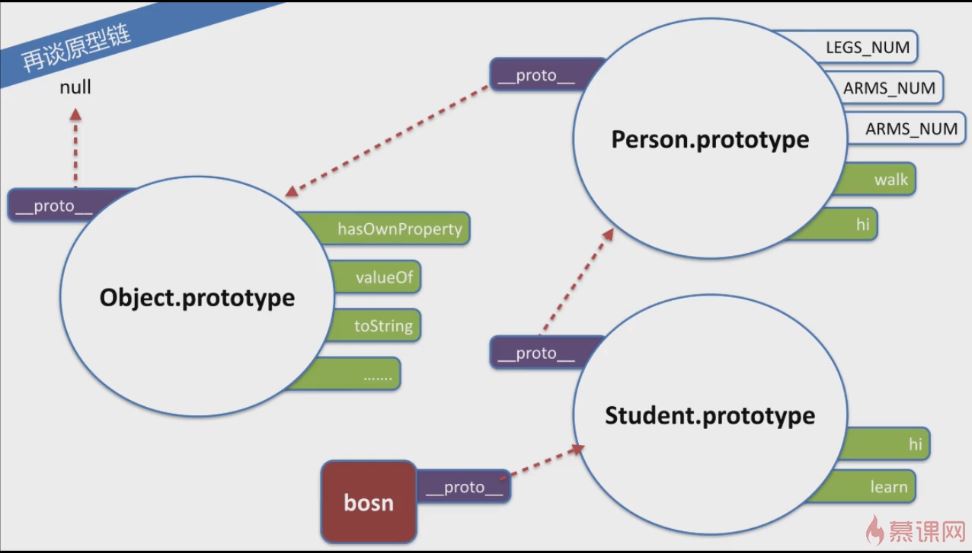 再谈原型链
null
__proto__
Object.prototype
hasOwnProperty
valueOf
toString
.......
__proto__
Person.prototype
LEGS_NUM
ARMS_NUM
ARMS_NUM
walk
hi
__proto__
Student.prototype
hi
learn
bosn
__proto__
慕课网